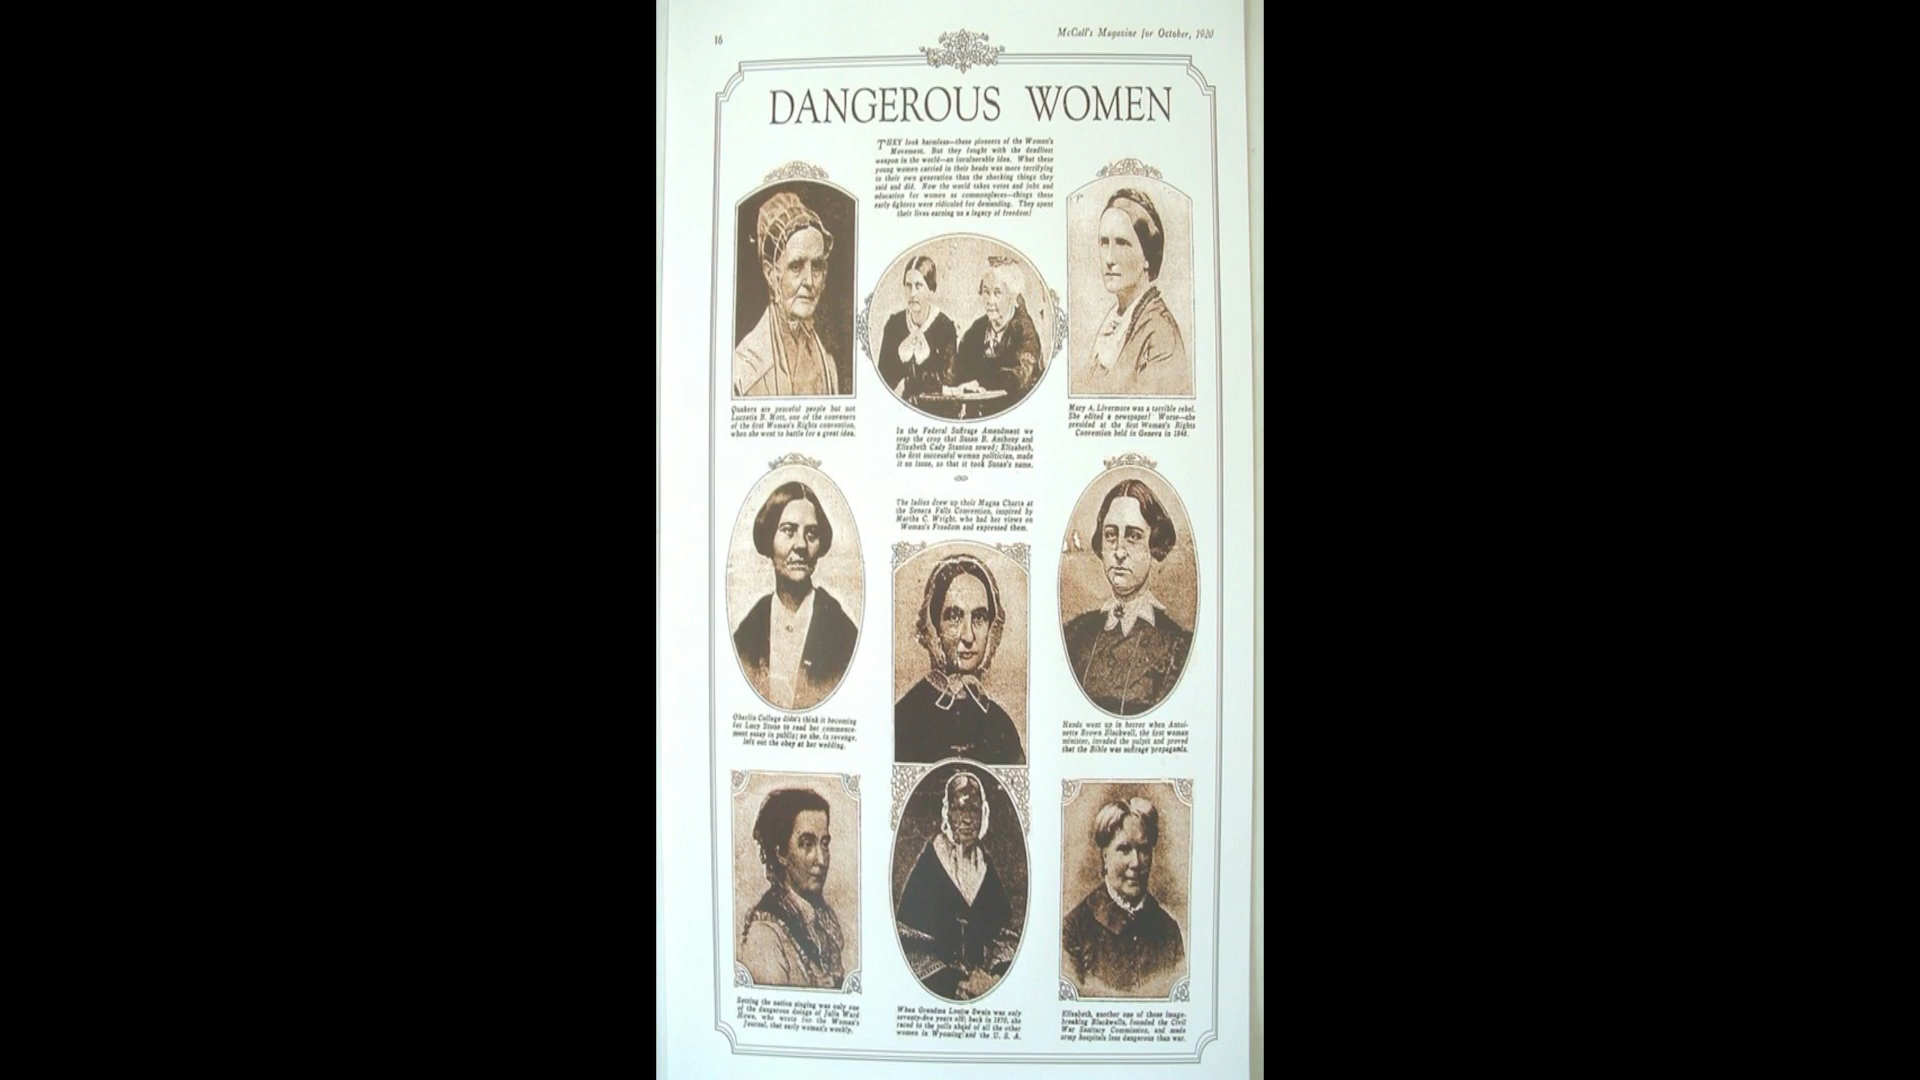 16
McCall's Magazine for October, 1920
DANGEROUS WOMEN
THEY look harmless—these pioneers of the Women's
Movement. But they fought with the deadliest
weapon in the world—an invulnerable idea. What these
young women carried in their heads was more terrifying
to their own generation than the shocking things they
said and did. Now the world takes votes and jobs and
education for women as commonplaces—things these
early fighters were ridiculed for demanding. They spent
their lives earning us a legacy of freedom!
Quakers are peaceful people but not
Lucretia B. Mott, one of the conveners
of the first Woman's Rights convention,
when she went to battle for a great idea.
In the Federal Suffrage Amendment we
reap the crop that Susan B. Anthony and
Elizabeth Cady Stanton sowed; Elizabeth,
the first successful woman politician, made
it an issue, so that it took Susan's name.
Mary A. Livermore was a terrible rebel.
She edited a newspaper! Worse—she
presided at the first Woman's Rights
Convention held in Geneva in 1848.
The ladies drew up their Magna Charta at
the Seneca Falls Convention, inspired by
Martha C. Wright, who had her views on
Woman's Freedom and expressed them.
Oberlin College didn't think it becoming
for Lucy Stone to read her commence-
ment essay in public; so she, in revenge,
left out the obey at her wedding.
Hands went up in horror when Antoi-
nette Brown Blackwell, the first woman
minister, invaded the pulpit and proved
that the Bible was suffrage propaganda.
Setting the nation singing was only one
of the dangerous doings of Julia Ward
Howe, who wrote for the Woman's
Journal, that early woman's weekly.
When Grandma Louisa Swain was only
seventy-five years old, back in 1870, she
raced to the polls ahead of all the other
women in Wyoming and the U. S. A.
Elizabeth, another one of those image-
breaking Blackwells, founded the Civil
War Sanitary Commission, and made
army hospitals less dangerous than war.